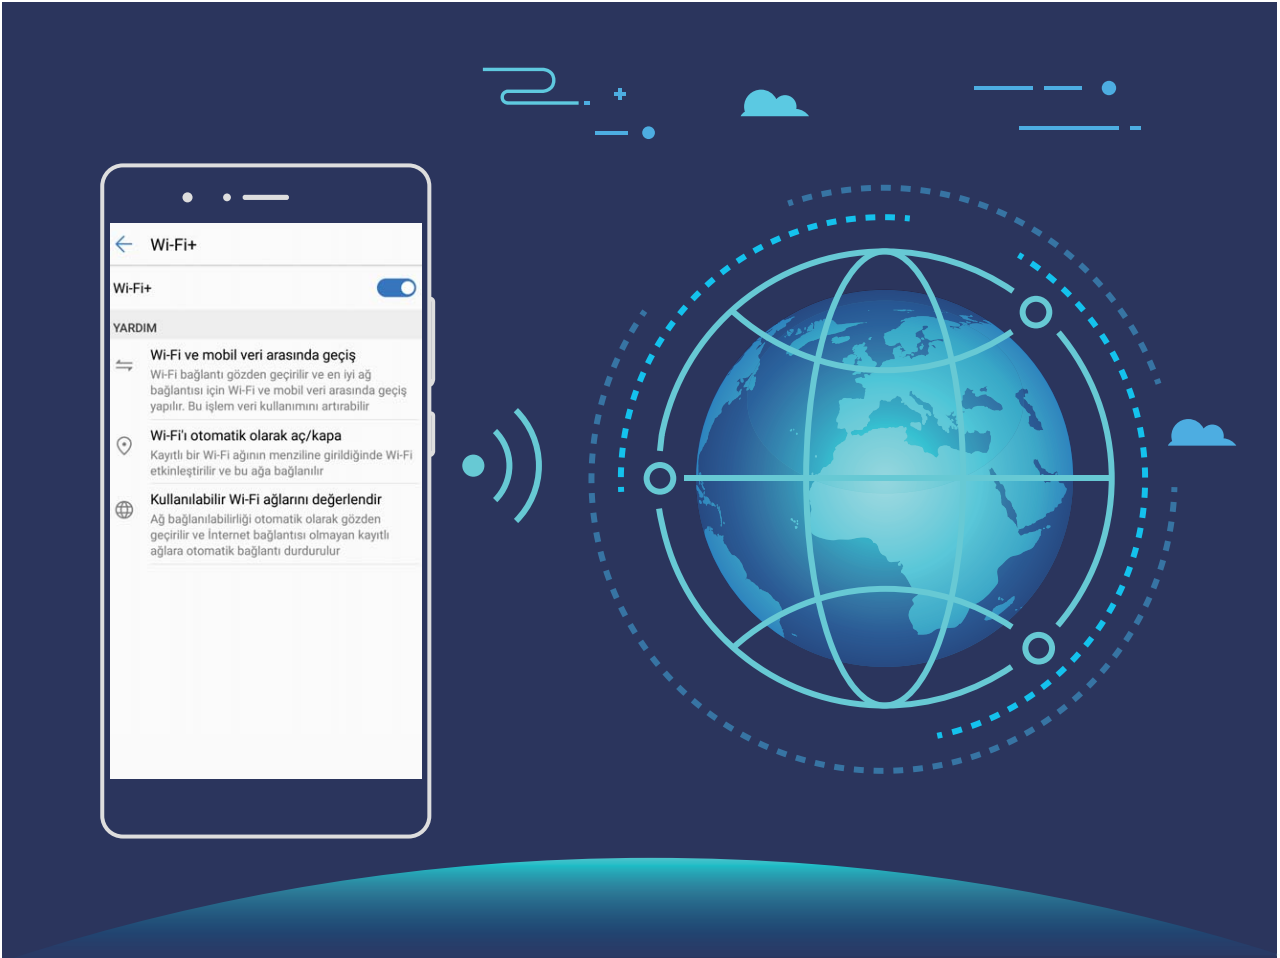 Wi-Fi+
Wi-Fi+
YARDIM
Wi-Fi ve mobil veri arasında geçiş
Wi-Fi bağlantı gözden geçirilir ve en iyi ağ
bağlantısı için Wi-Fi ve mobil veri arasında geçiş
yapılır. Bu işlem veri kullanımını artırabilir
Wi-Fi'ı otomatik olarak aç/kapa
Kayıtlı bir Wi-Fi ağının menziline girildiğinde Wi-Fi
etkinleştirilir ve bu ağa bağlanılır
Kullanılabilir Wi-Fi ağlarını değerlendir
Ağ bağlanılabilirliği otomatik olarak gözden
geçirilir ve İnternet bağlantısı olmayan kayıtlı
ağlara otomatik bağlantı durdurulur